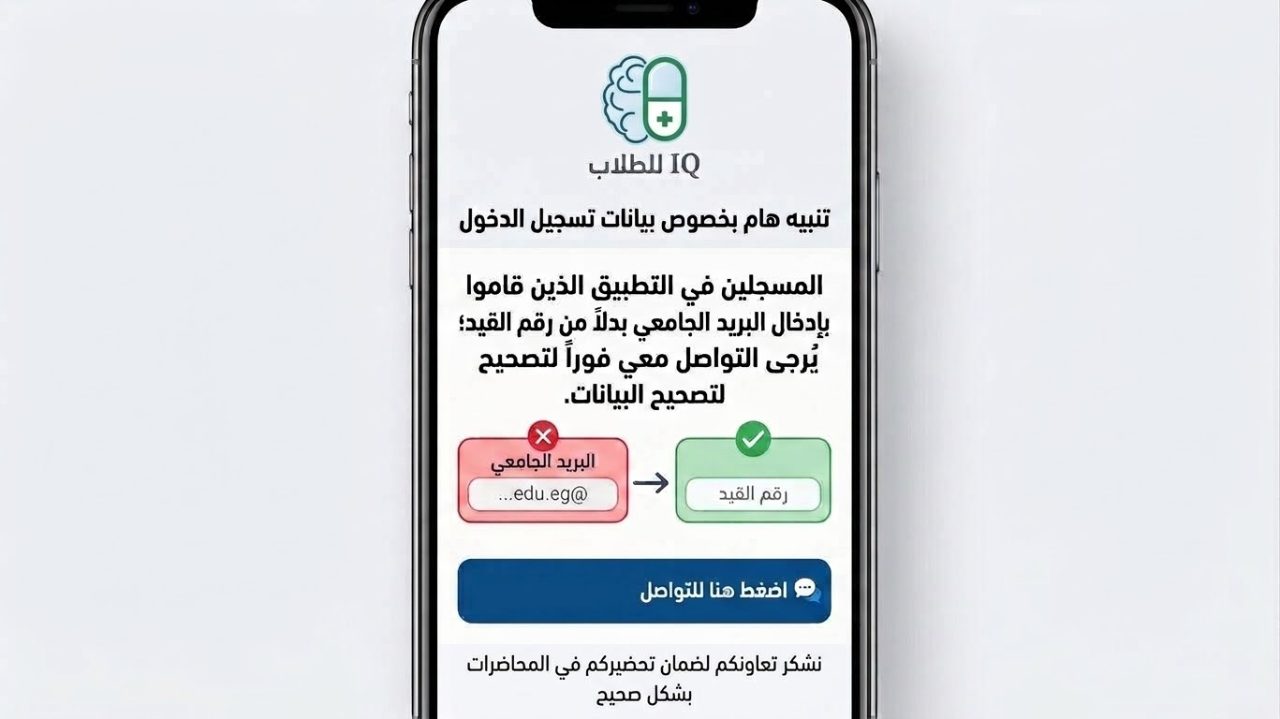 IQ للطلاب
تنبيه هام بخصوص بيانات تسجيل الدخول
المسجلين في التطبيق الذين قاموا
بإدخال البريد الجامعي بدلاً من رقم القيد؛
يُرجى التواصل معي فوراً لتصحيح
لتصحيح البيانات.
البريد الجامعي
@edu.eg...
رقم القيد
اضغط هنا للتواصل
نشكر تعاونكم لضمان تحضيركم في المحاضرات
بشكل صحيح